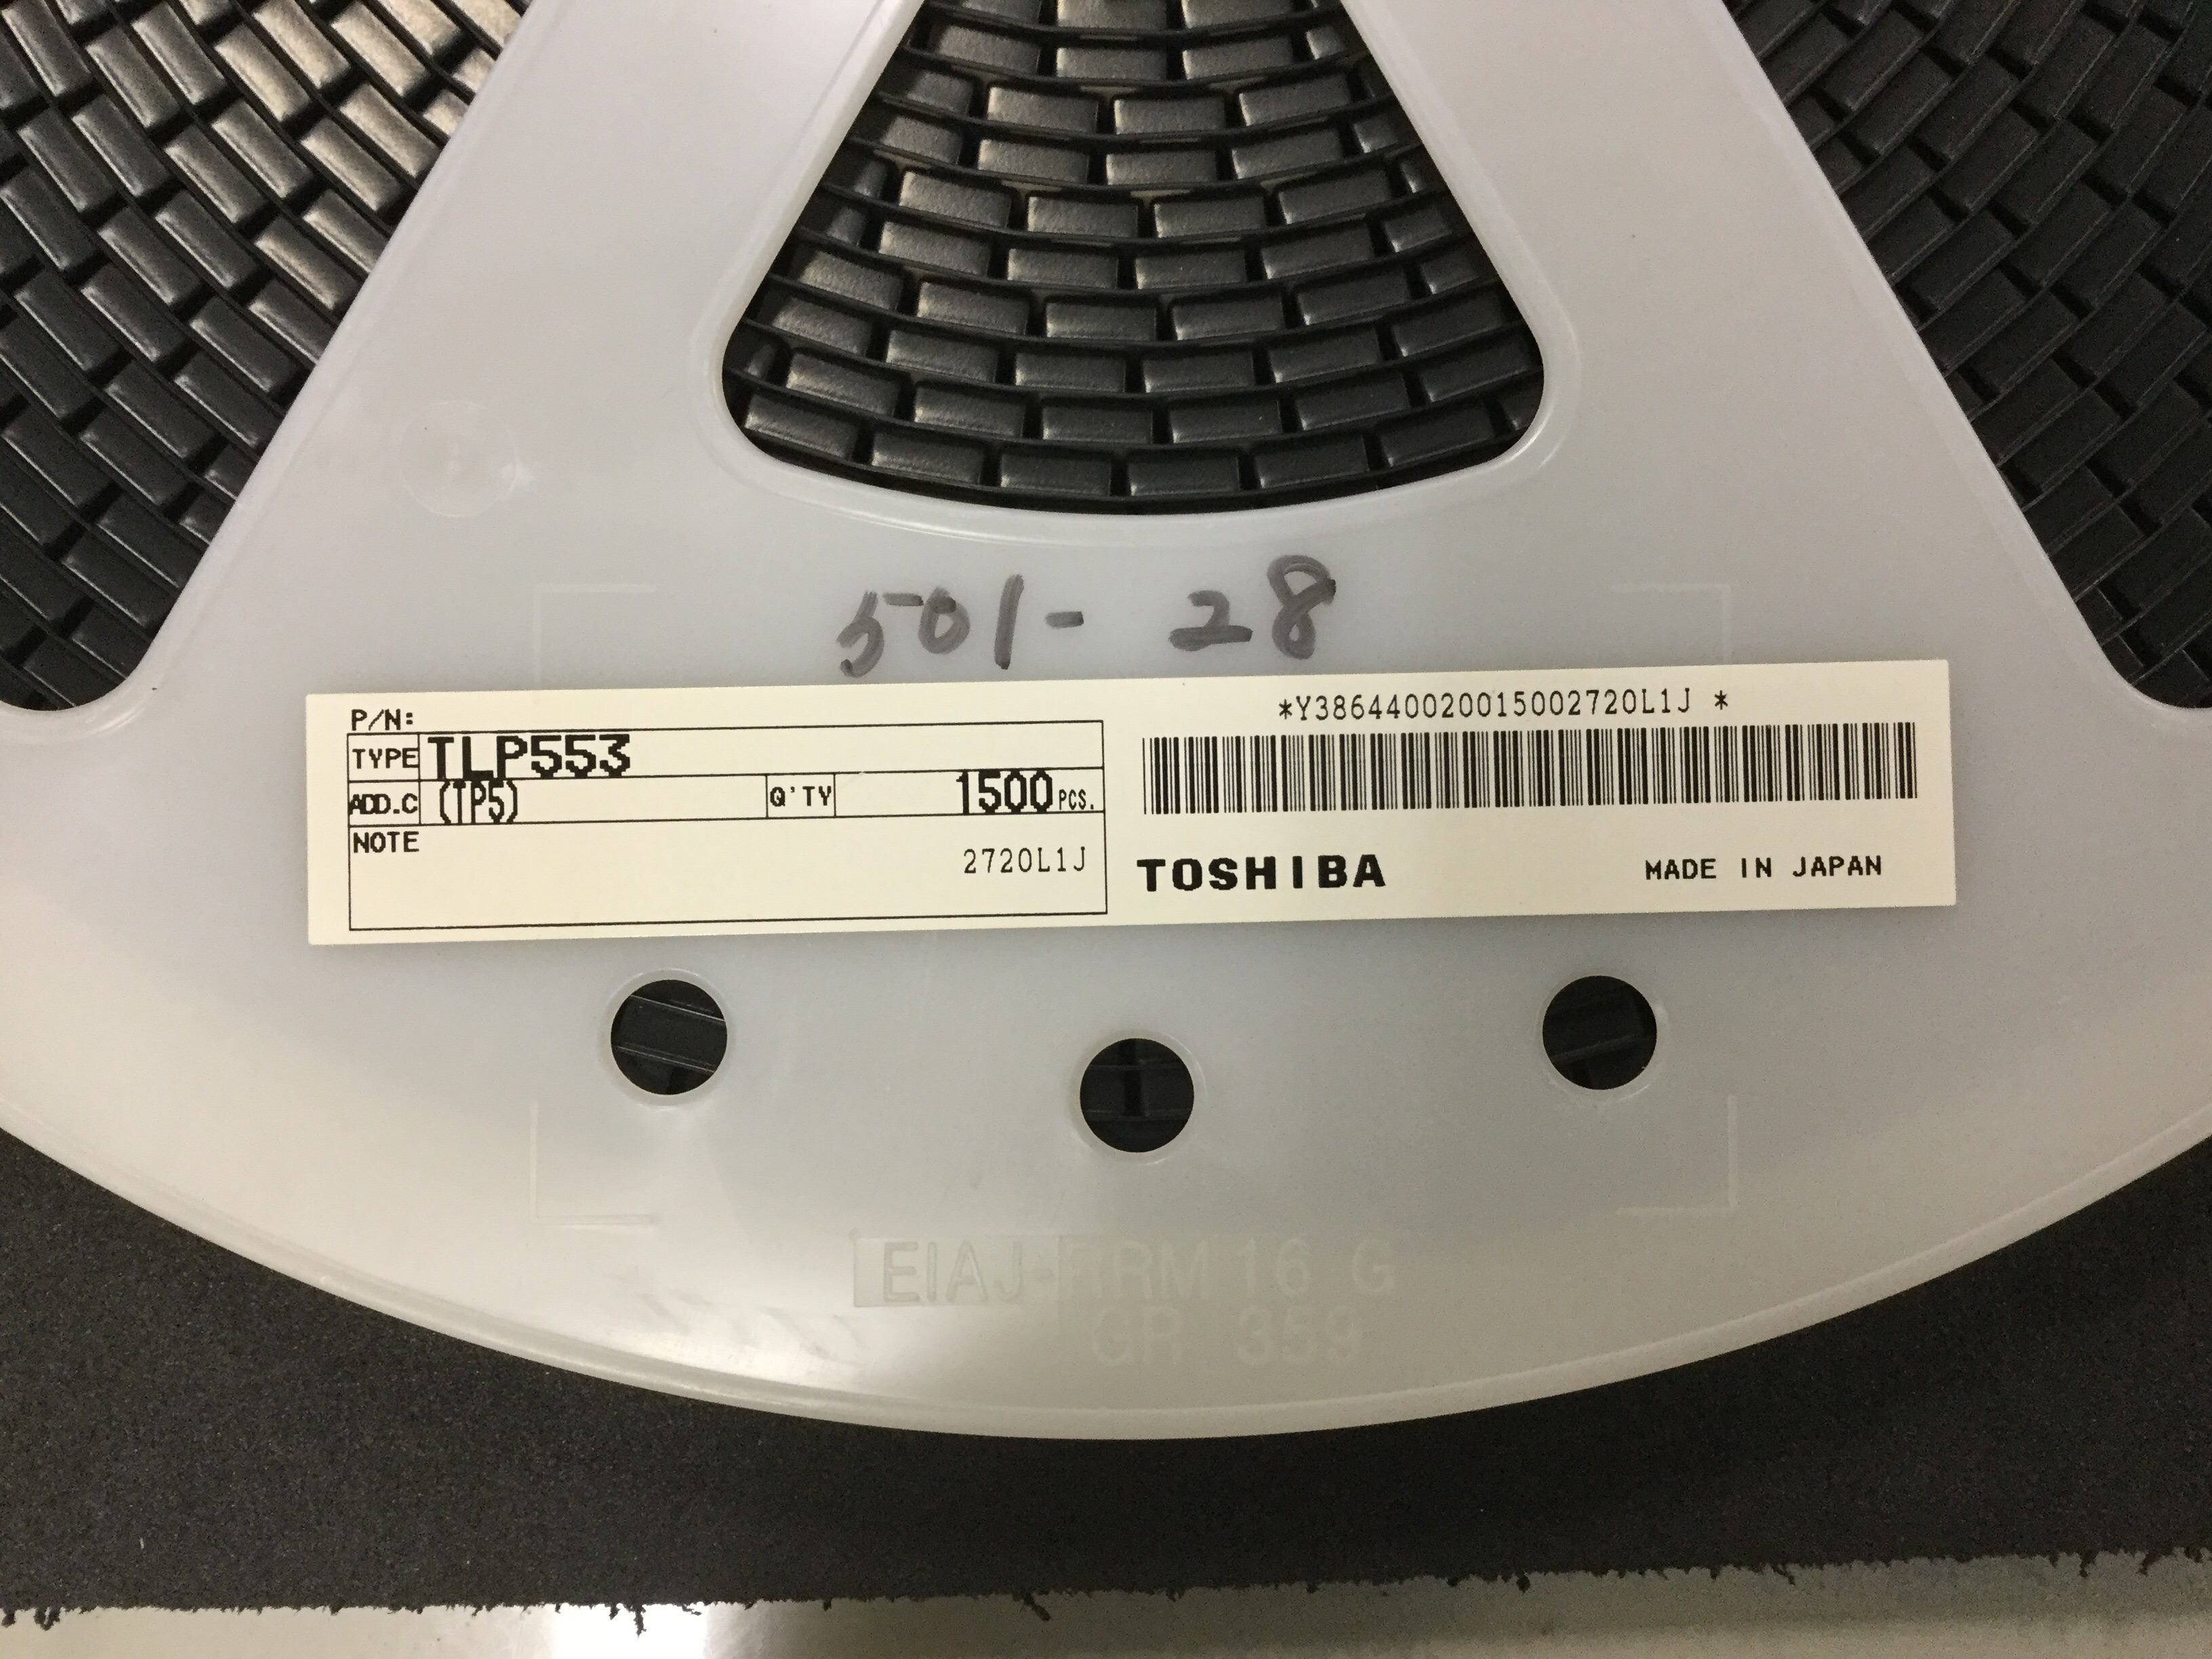 501- 28
P/N:
TYPE TLP553
ADD.C (TP5) Q'TY 1500 PCS.
NOTE
2720L1J
*Y386440020015002720L1J *
TOSHIBA MADE IN JAPAN
EIAJ-RRM 16 G
GR 359